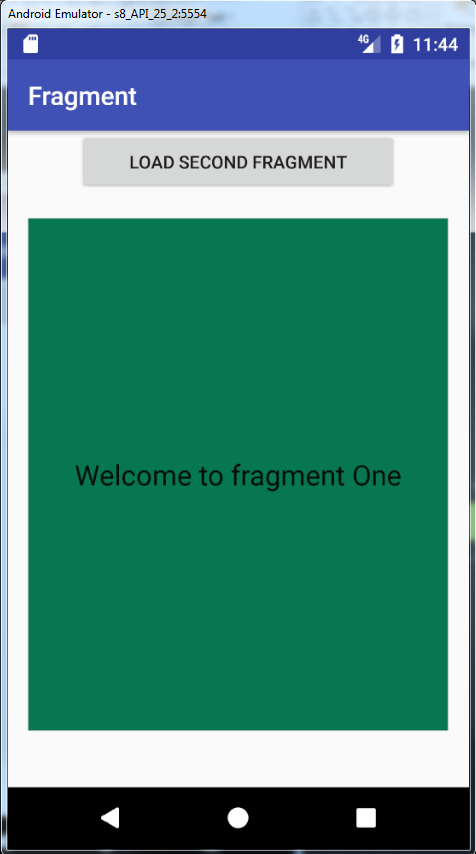 Android Emulator - s8_API_25_2:5554
4G 11:44
Fragment
LOAD SECOND FRAGMENT
Welcome to fragment One